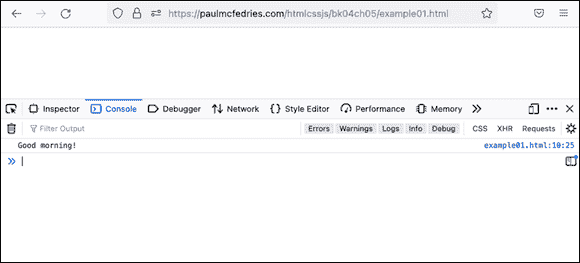 https://paulmcfedries.com/htmlcssjs/bk04ch05/example01.html
Inspector Console Debugger Network Style Editor Performance Memory
Filter Output Errors Warnings Logs Info Debug CSS XHR Requests
Good morning! example01.html:10:25